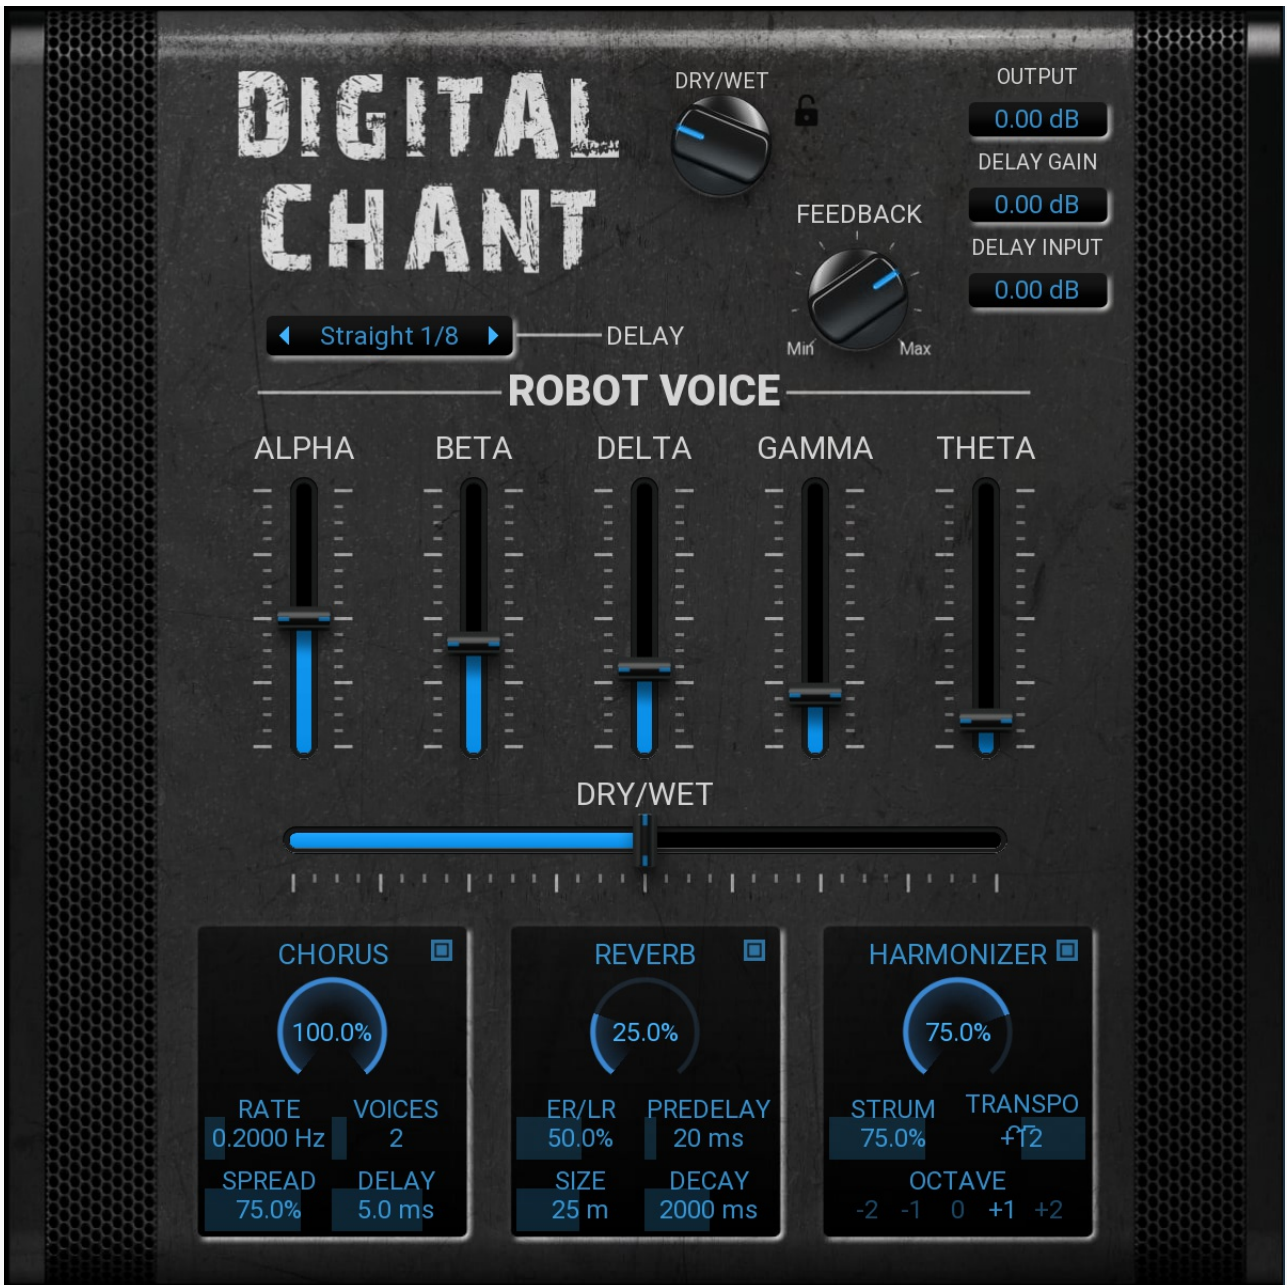 DIGITAL
CHANT
DRY/WET
FEEDBACK
Min
Max
OUTPUT
0.00 dB
DELAY GAIN
0.00 dB
DELAY INPUT
0.00 dB
Straight 1/8
DELAY
ROBOT VOICE
ALPHA BETA DELTA GAMMA THETA
DRY/WET
CHORUS
100.0%
RATE VOICES
0.2000 Hz 2
SPREAD DELAY
75.0% 5.0 ms
REVERB
25.0%
ER/LR PREDELAY
50.0% 20 ms
SIZE DECAY
25 m 2000 ms
HARMONIZER
75.0%
STRUM TRANSPO
75.0%
OCTAVE
-2 -1 0 +1 +2